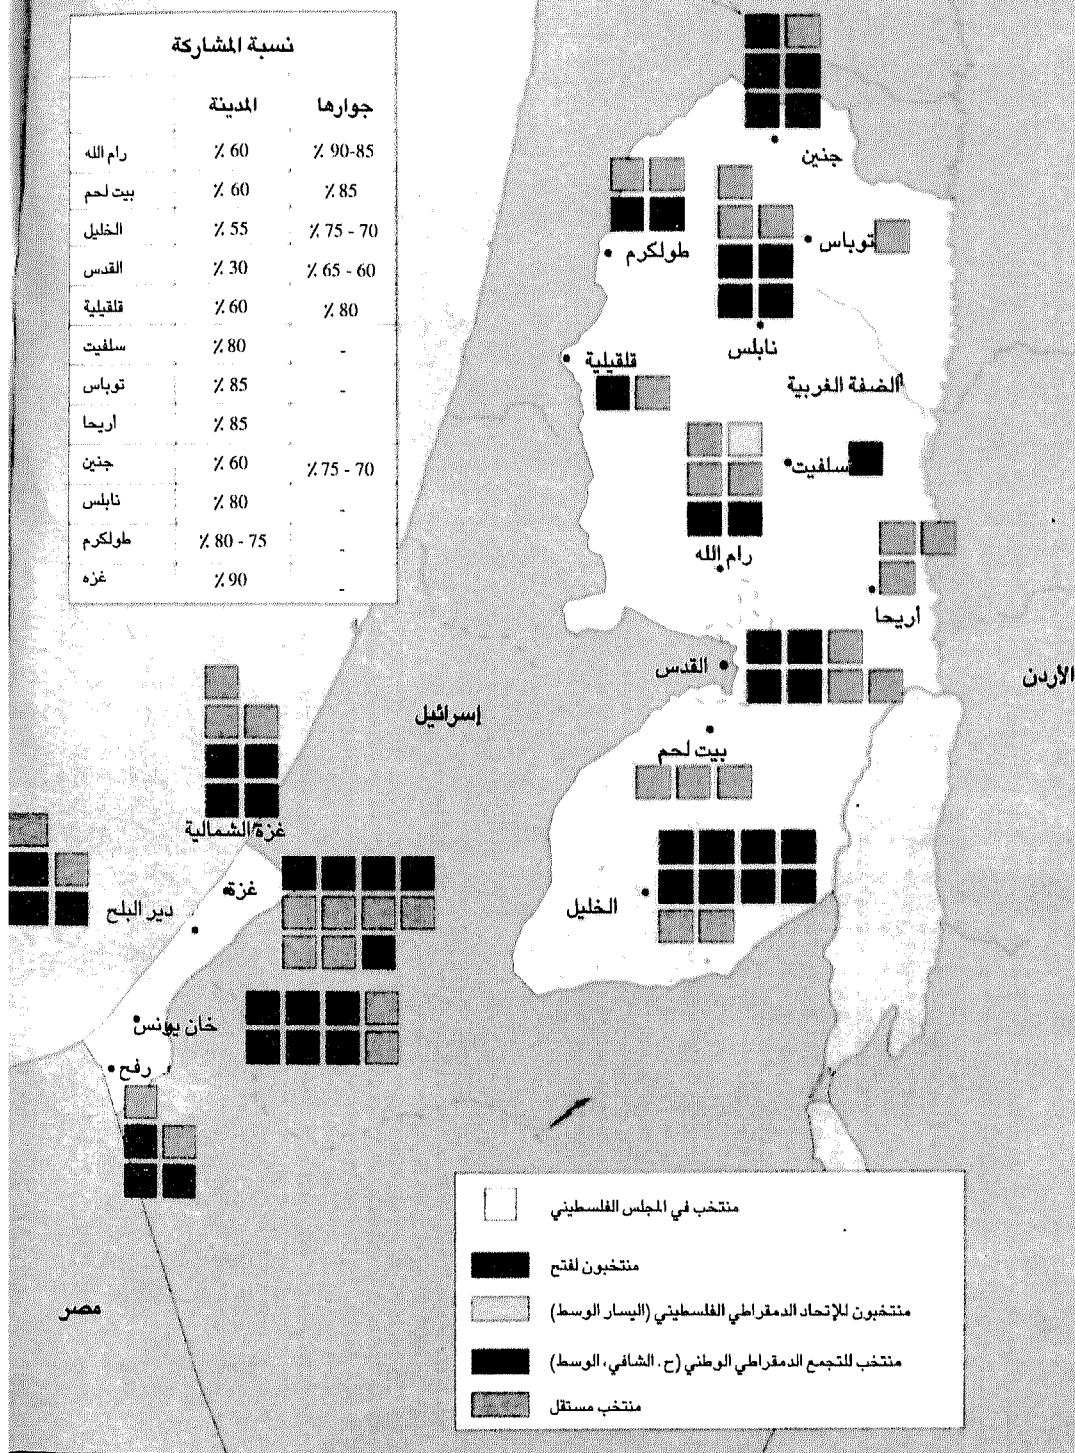 نسبة المشاركة
المدينة جوارها
رام الله 60 ٪ 85-90 ٪
بيت لحم 60 ٪ 85٪
الخليل 55 ٪ 70 - 75 ٪
القدس 30 ٪ 60 - 65 ٪
قلقيلية 60 ٪ 80 ٪
سلفيت 80٪ -
توباس 85٪ -
أريحا 85 ٪
جنين 60 ٪ 70 - 75 ٪
نابلس 80 ٪ -
طولكرم 75 - 80 ٪ -
غزه 90٪ -
جنين
طولكرم
توباس
نابلس
قلقيلية
الضفة الغربية
سلفيت
رام الله
أريحا
القدس
الأردن
إسرائيل
بيت لحم
غزة الشمالية
غزة
دير البلح
الخليل
خان يونس
رفح
مصر
منتخب في المجلس الفلسطيني
منتخبون لفتح
منتخبون للإتحاد الدمقراطي الفلسطيني (اليسار الوسط)
منتخب للتجمع الدمقراطي الوطني (ح. الشافي، الوسط)
منتخب مستقل